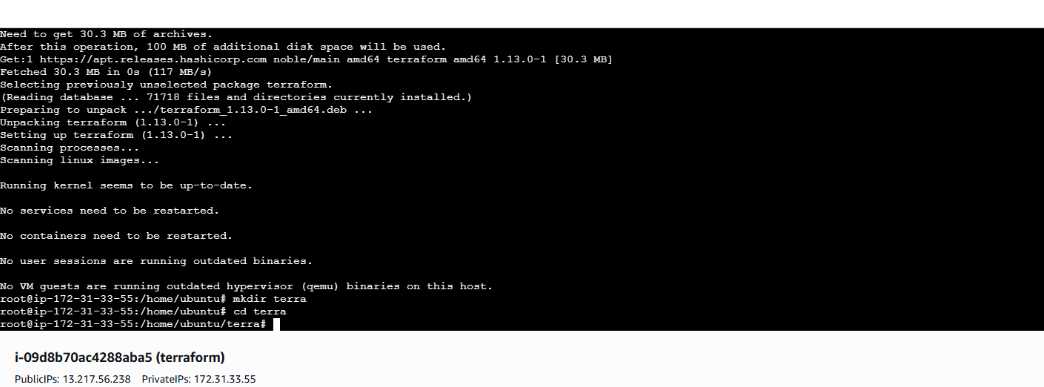 Need to get 30.3 MB of archives.
After this operation, 100 MB of additional disk space will be used.
Get:1 https://apt.releases.hashicorp.com noble/main amd64 terraform amd64 1.13.0-1 [30.3 MB]
Fetched 30.3 MB in 0s (117 MB/s)
Selecting previously unselected package terraform.
(Reading database ... 71718 files and directories currently installed.)
Preparing to unpack .../terraform_1.13.0-1_amd64.deb ...
Unpacking terraform (1.13.0-1) ...
Setting up terraform (1.13.0-1) ...
Scanning processes...
Scanning linux images...
Running kernel seems to be up-to-date.
No services need to be restarted.
No containers need to be restarted.
No user sessions are running outdated binaries.
No VM guests are running outdated hypervisor (qemu) binaries on this host.
root@ip-172-31-33-55:/home/ubuntu# mkdir terra
root@ip-172-31-33-55:/home/ubuntu# cd terra
root@ip-172-31-33-55:/home/ubuntu/terra#
i-09d8b70ac4288aba5 (terraform)
PublicIPs: 13.217.56.238 PrivateIPs: 172.31.33.55